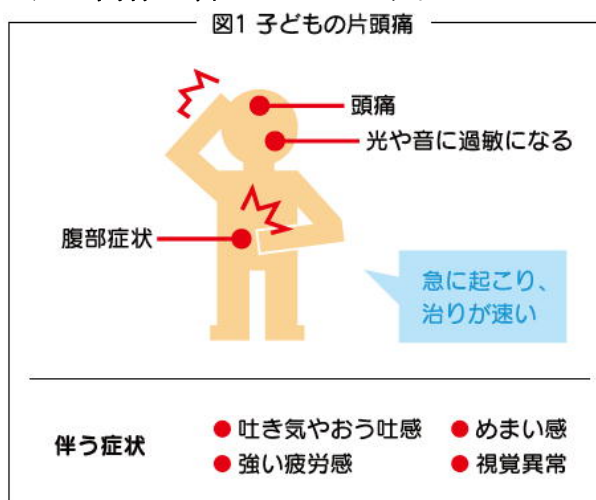 図1 子どもの片頭痛
頭痛
光や音に過敏になる
腹部症状
急に起こり、
治りが速い
伴う症状
●吐き気やおう吐感 ●めまい感
●強い疲労感 ●視覚異常